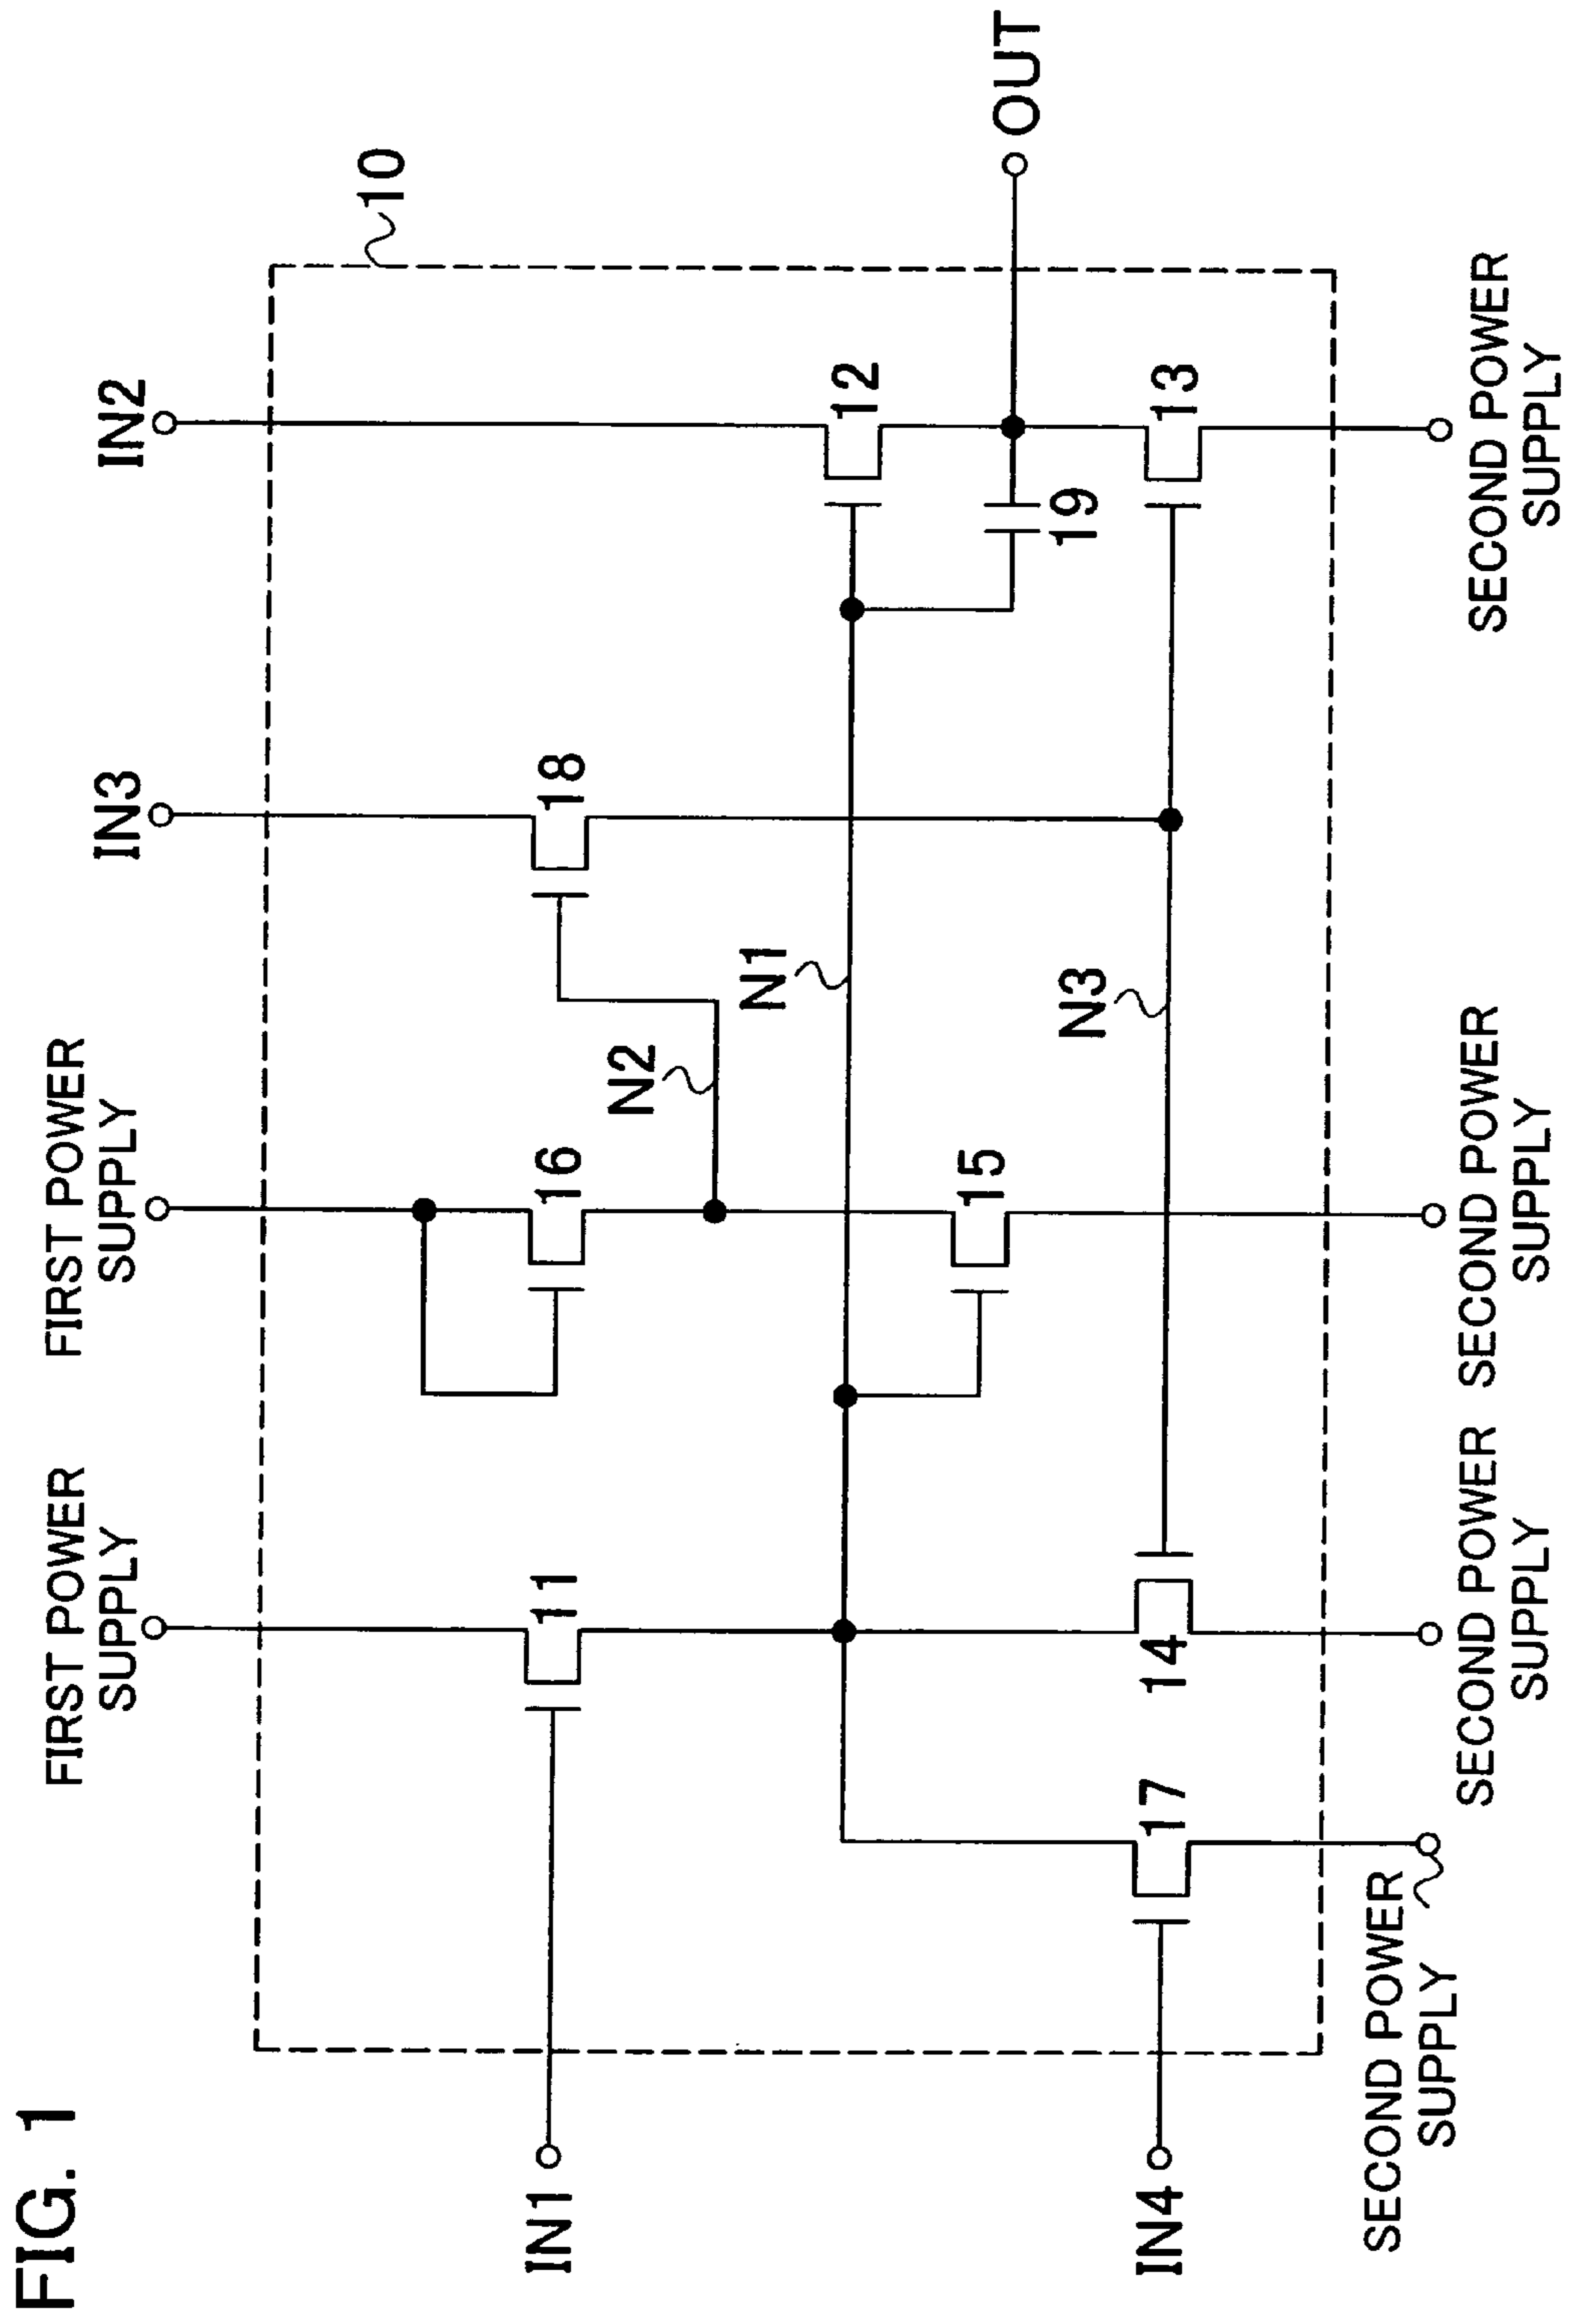 FIG. 1
FIRST POWER
SUPPLY
FIRST POWER
SUPPLY
IN3
IN2
10
11
16
18
N2
12
N1
OUT
IN1
15
19
N3
17
14
13
IN4
SECOND POWER
SUPPLY
SECOND POWER
SUPPLY
SECOND POWER
SUPPLY
SECOND POWER
SUPPLY